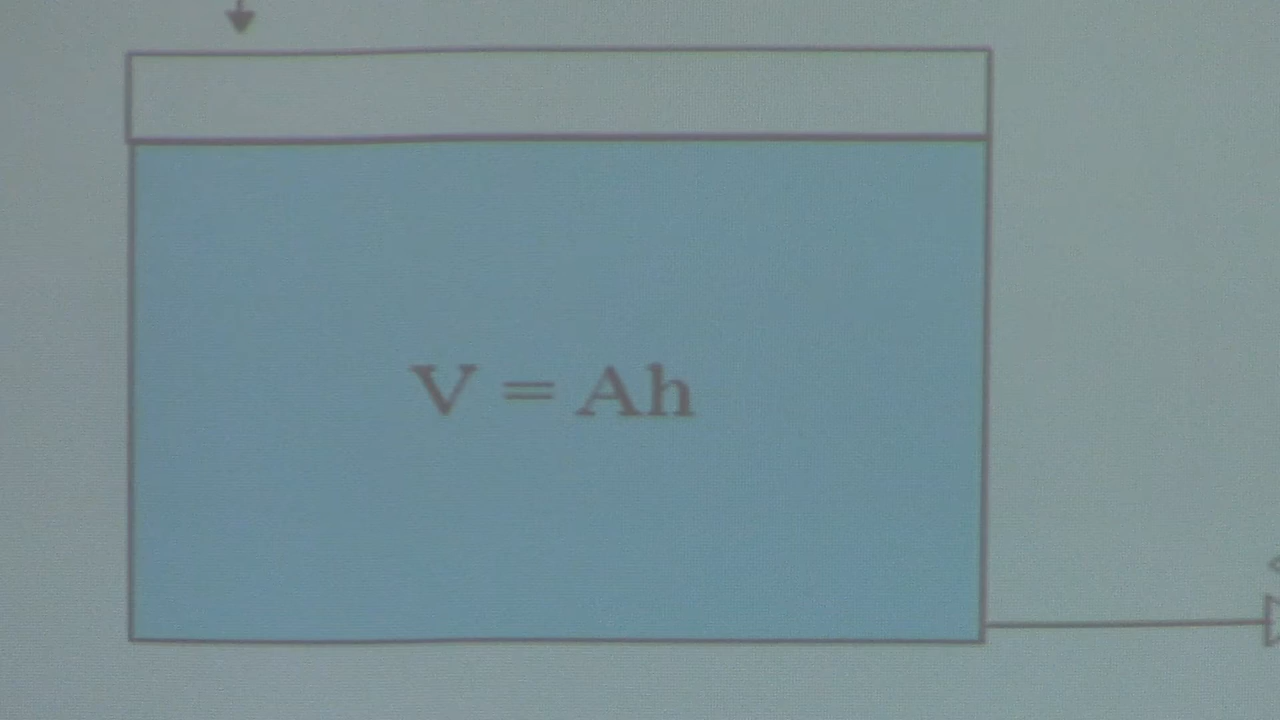 V = Ah